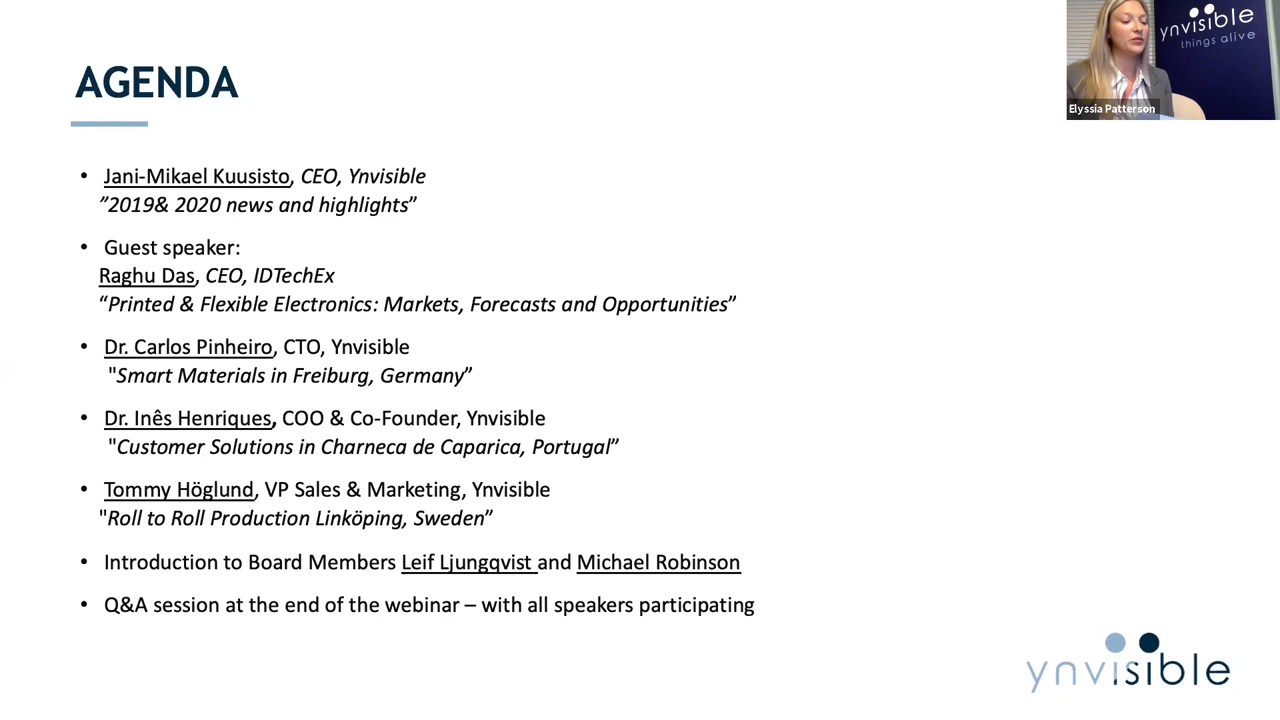 AGENDA
• Jani-Mikael Kuusisto, CEO, Ynvisible
”2019& 2020 news and highlights”
• Guest speaker:
Raghu Das, CEO, IDTechEx
“Printed & Flexible Electronics: Markets, Forecasts and Opportunities”
• Dr. Carlos Pinheiro, CTO, Ynvisible
"Smart Materials in Freiburg, Germany”
• Dr. Inês Henriques, COO & Co-Founder, Ynvisible
"Customer Solutions in Charneca de Caparica, Portugal”
• Tommy Höglund, VP Sales & Marketing, Ynvisible
"Roll to Roll Production Linköping, Sweden”
• Introduction to Board Members Leif Ljungqvist and Michael Robinson
• Q&A session at the end of the webinar – with all speakers participating
ynvisible
things alive
Elyssia Patterson
ynvisible